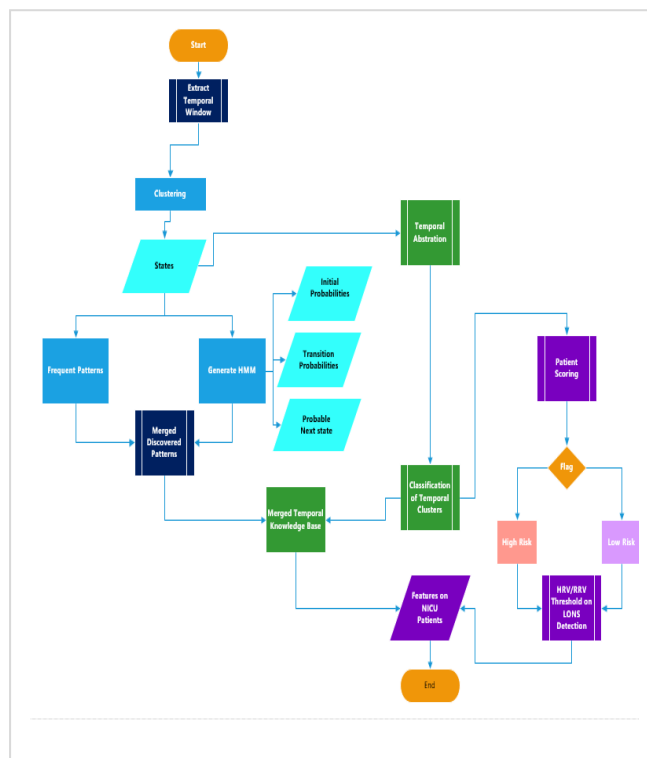 Start
Extract
Temporal
Window
Clustering
States
Temporal
Abstration
Initial
Probabilities
Transition
Probabilities
Probable
Next state
Frequent Patterns
Generate HMM
Merged
Discovered
Patterns
Patient
Scoring
flag
High Risk
Low Risk
Classification
of Temporal
Clusters
Merged Temporal
Knowledge Base
Features on
NICU
Patients
HRV/RRV
Threshold on
LONS
Detection
End